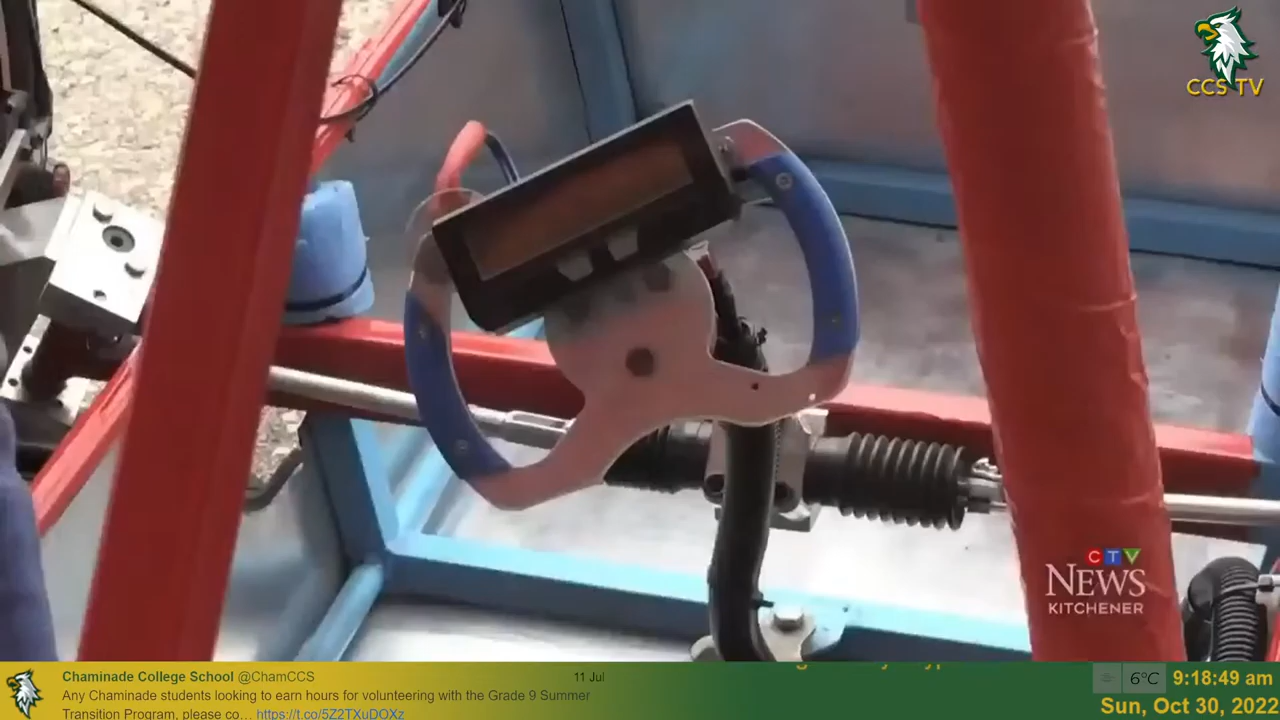 CCS TV
CTV
NEWS
KITCHENER
Chaminade College School @ChamCCS
11 Jul
Any Chaminade students looking to earn hours for volunteering with the Grade 9 Summer
Transition Program, please co... https://t.co/5Z2TXuDOXz
6°C
9:18:49 am
Sun, Oct 30, 2022